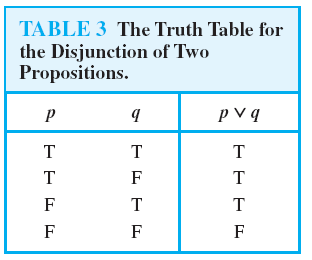 TABLE 3 The Truth Table for
the Disjunction of Two
Propositions.
p q p ∨ q
T T T
T F T
F T T
F F F